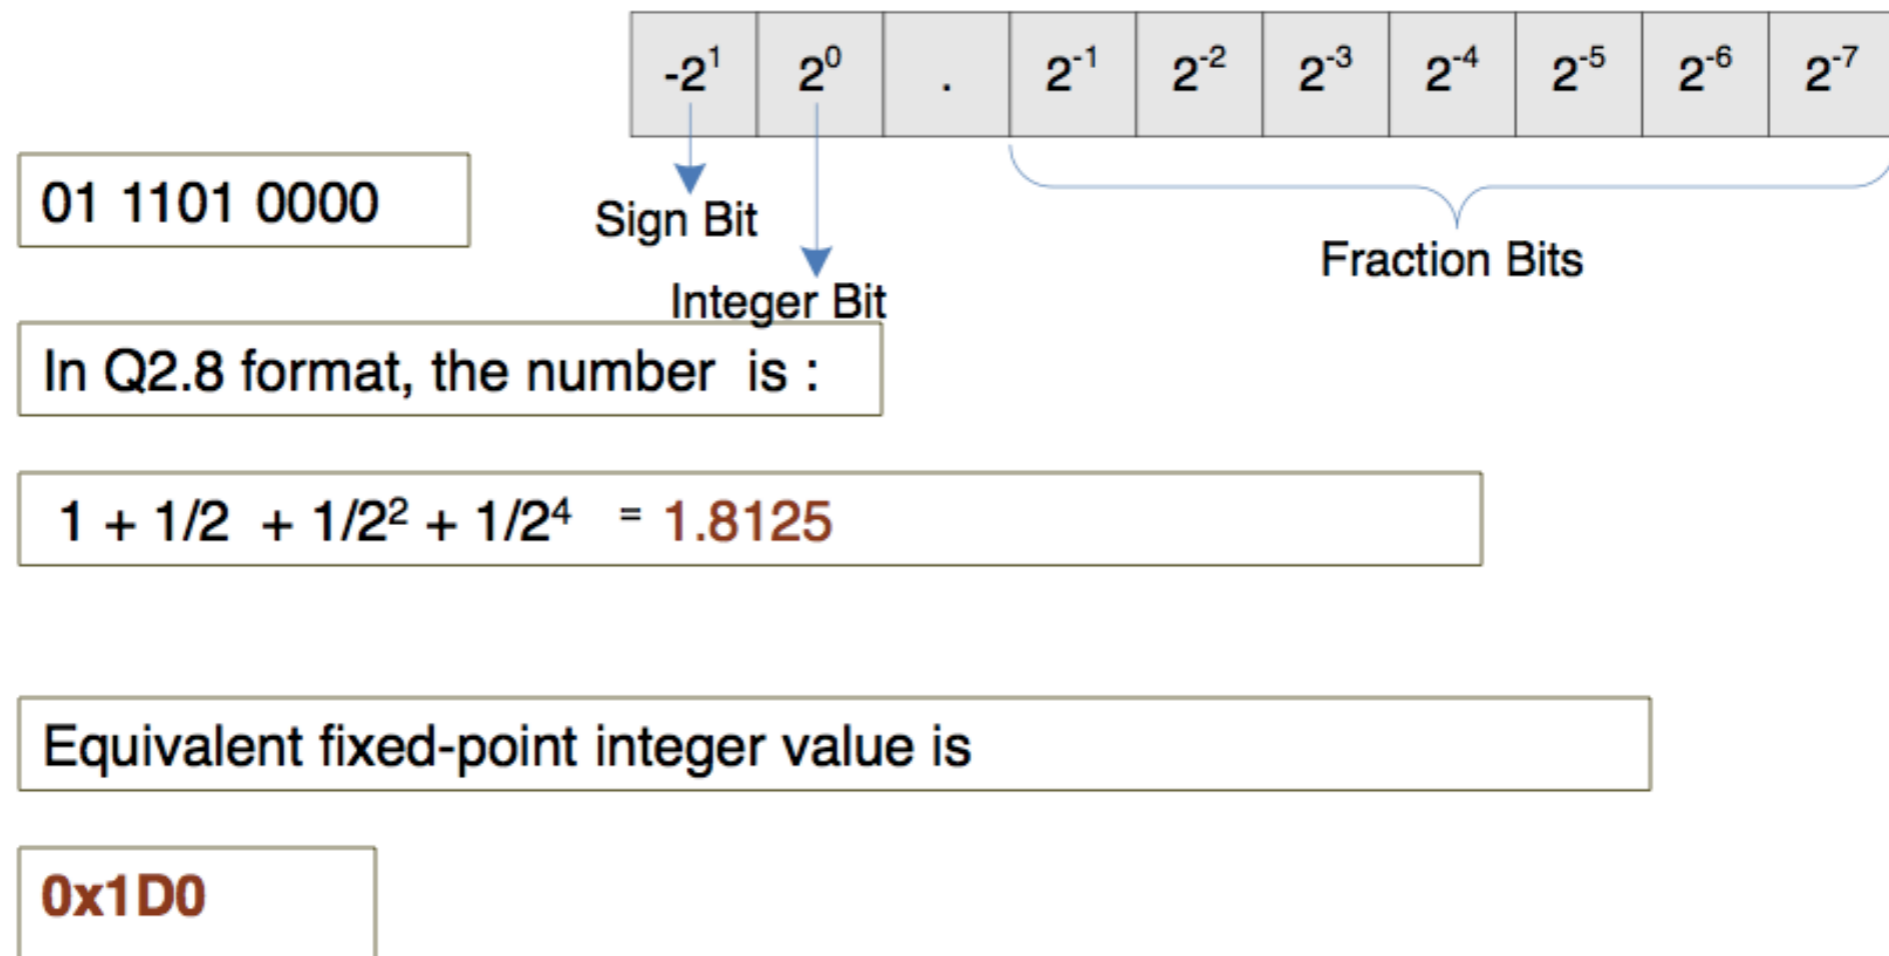 -2¹ 2⁰ . 2⁻¹ 2⁻² 2⁻³ 2⁻⁴ 2⁻⁵ 2⁻⁶ 2⁻⁷
01 1101 0000
Sign Bit
Fraction Bits
Integer Bit
In Q2.8 format, the number is :
1 + 1/2 + 1/2² + 1/2⁴ = 1.8125
Equivalent fixed-point integer value is
0x1D0